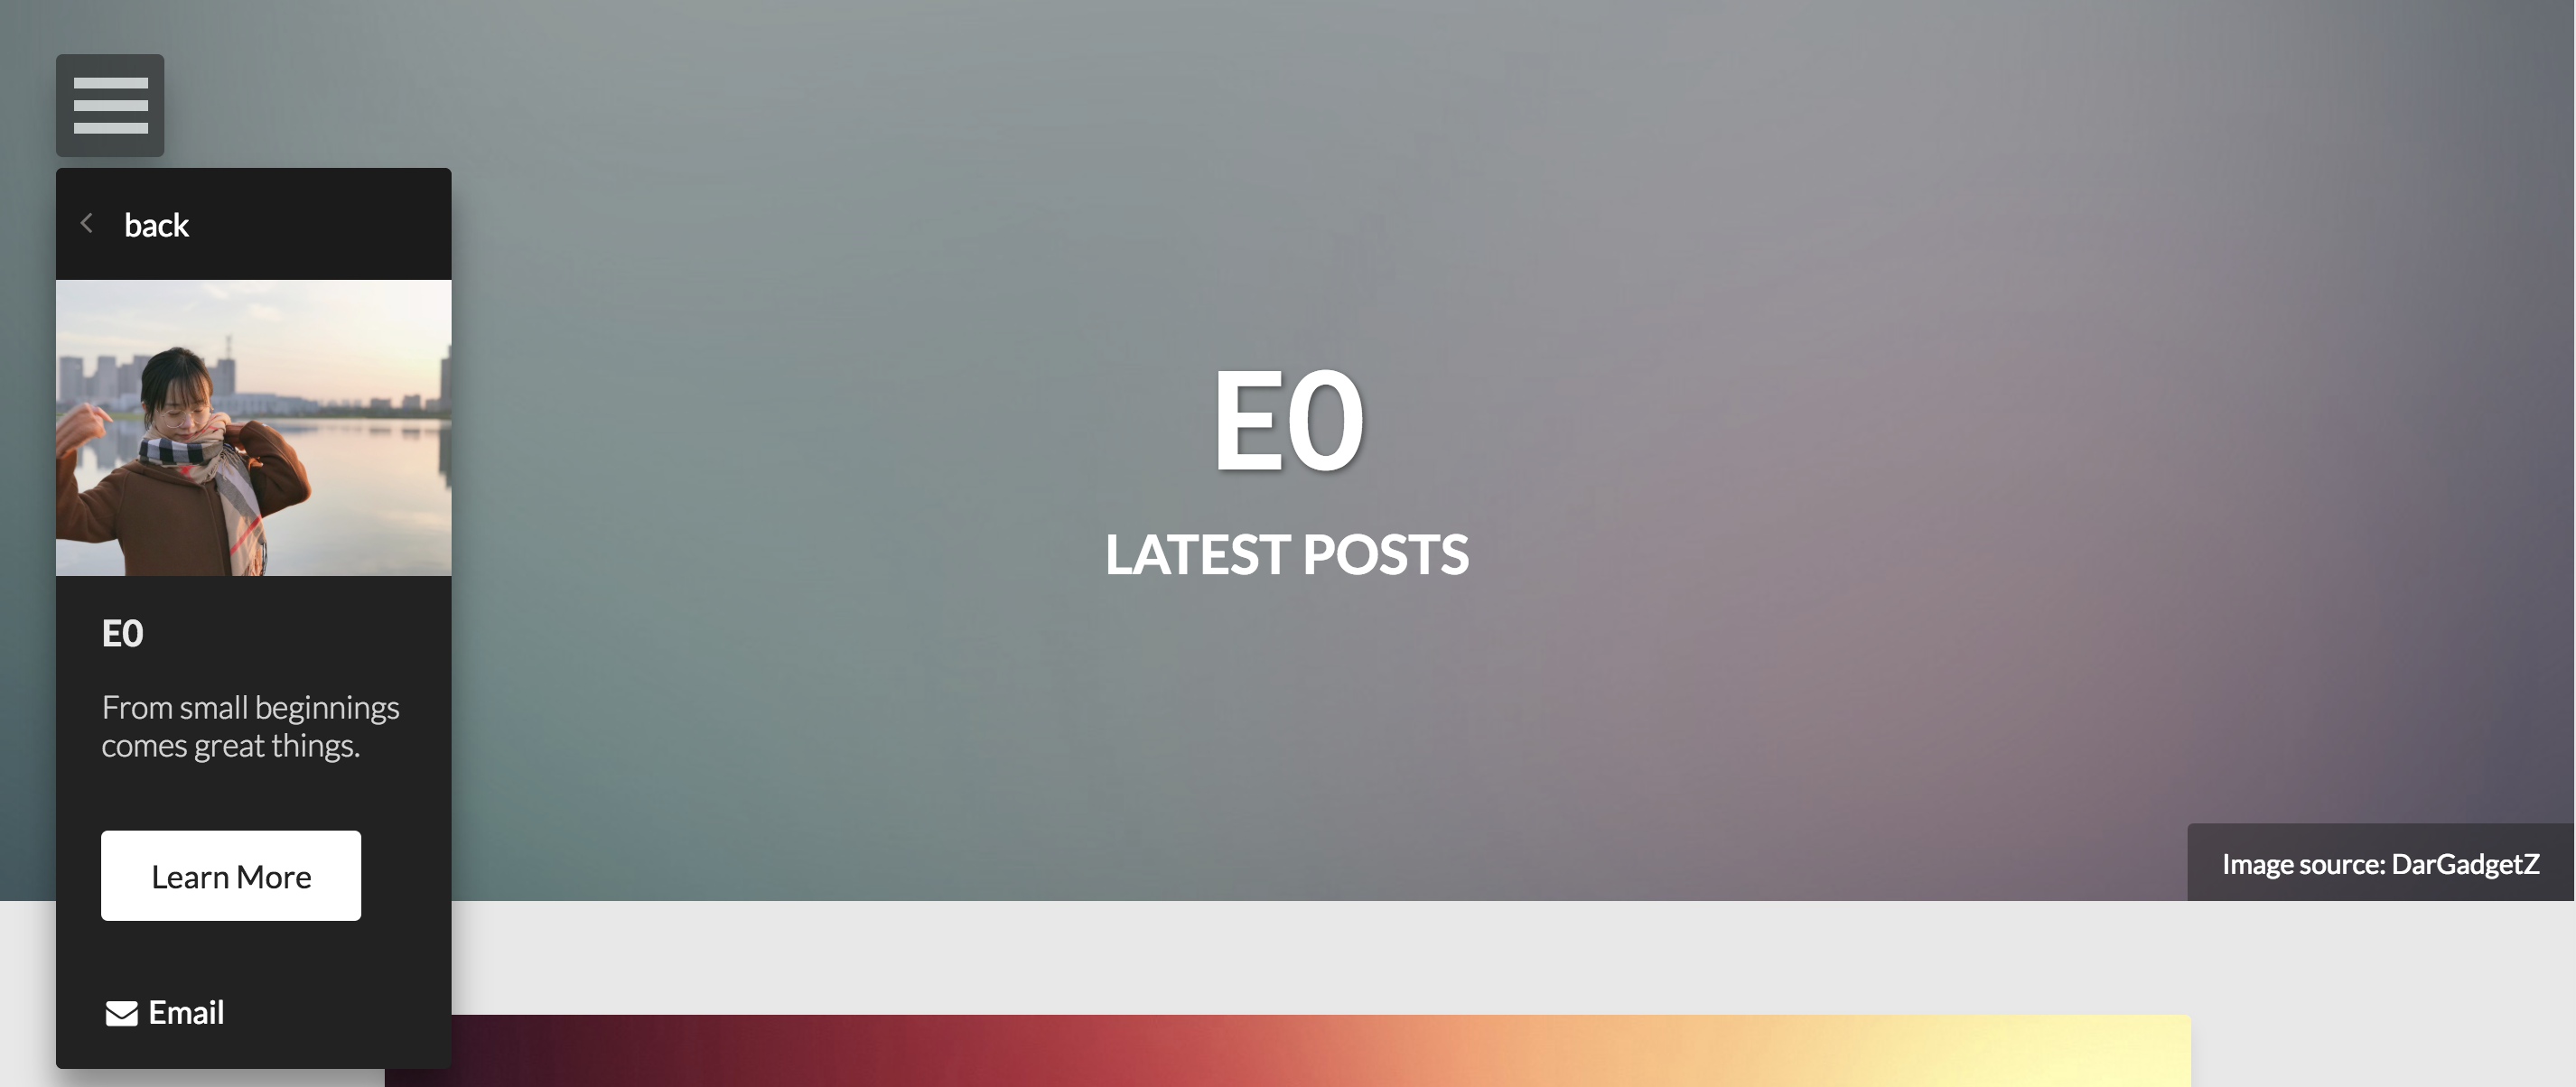 back
E0
From small beginnings
comes great things.
Learn More
Email
E0
LATEST POSTS
Image source: DarGadgetZ